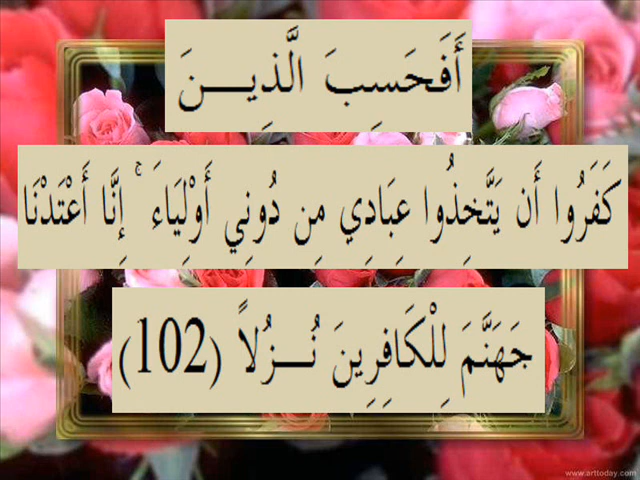 أَفَحَسِبَ الَّذِيـــنَ
كَفَرُوا أَن يَتَّخِذُوا عِبَادِي مِن دُونِي أَوْلِيَاءَ ۚ إِنَّا أَعْتَدْنَا
جَهَنَّمَ لِلْكَافِرِينَ نُـــزُلاً (102)
www.arttoday.com